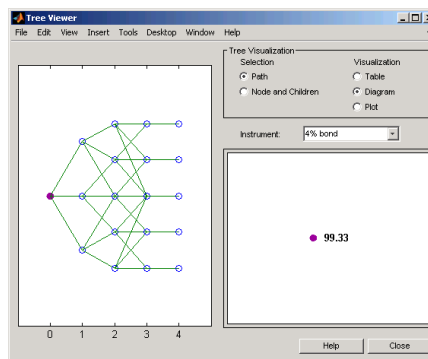 Tree Viewer
File Edit View Insert Tools Desktop Window Help
Tree Visualization
Selection
Visualization
Path
Table
Node and Children
Diagram
Plot
Instrument:
4% bond
99.33
0 1 2 3 4
Help
Close